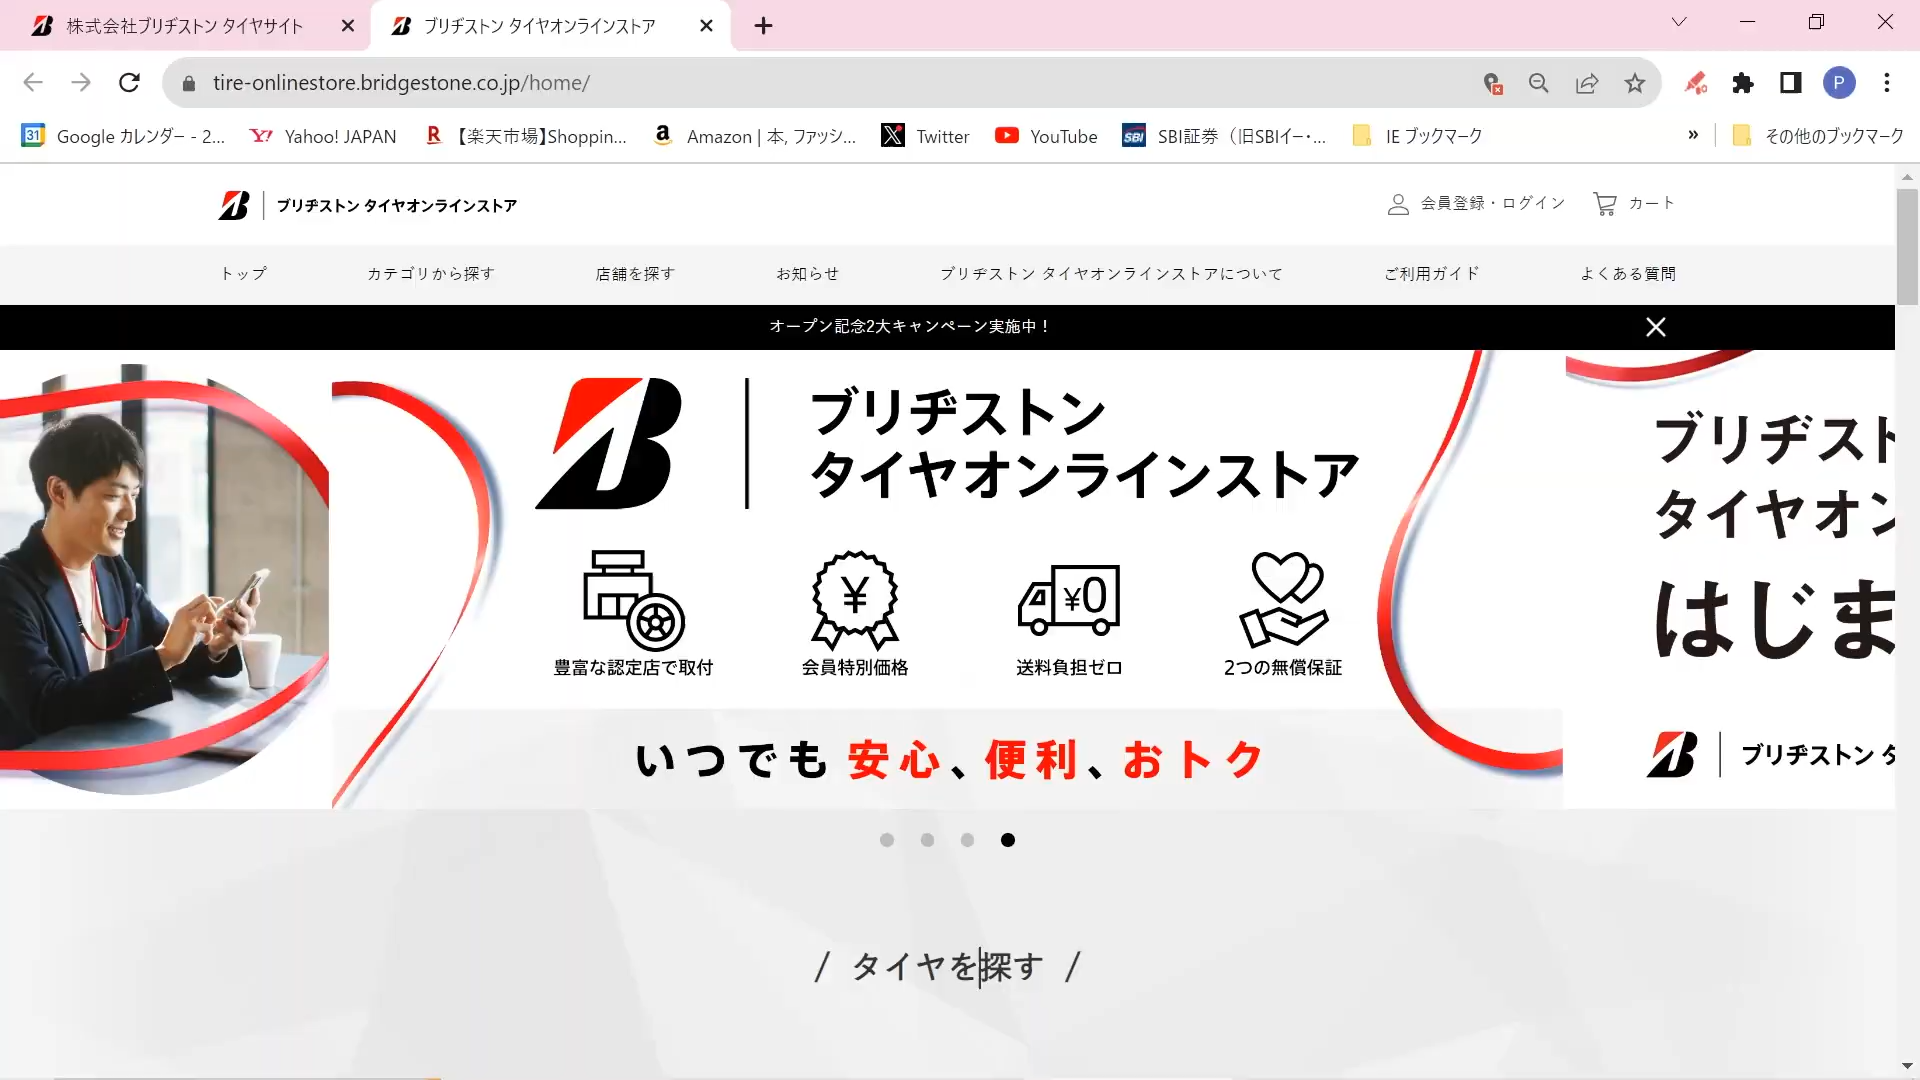 株式会社ブリヂストン タイヤサイト
ブリヂストン タイヤオンラインストア
tire-onlinestore.bridgestone.co.jp/home/
P
31 Google カレンダー - 2...
Y! Yahoo! JAPAN
R 【楽天市場】Shoppin...
a Amazon | 本, ファッシ...
X Twitter
YouTube
SBI SBI証券（旧SBIイー・...
IE ブックマーク
»
その他のブックマーク
ブリヂストン タイヤオンラインストア
会員登録・ログイン
カート
トップ
カテゴリから探す
店舗を探す
お知らせ
ブリヂストン タイヤオンラインストアについて
ご利用ガイド
よくある質問
オープン記念2大キャンペーン実施中！
B
ブリヂストン
タイヤオンラインストア
豊富な認定店で取付
¥
会員特別価格
¥0
送料負担ゼロ
2つの無償保証
いつでも 安心、便利、おトク
ブリヂスト
タイヤオン
はじま
ブリヂストン タ
/ タイヤを探す /